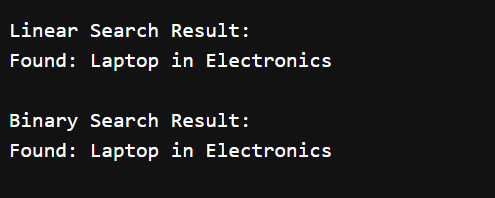 Linear Search Result:
Found: Laptop in Electronics
Binary Search Result:
Found: Laptop in Electronics